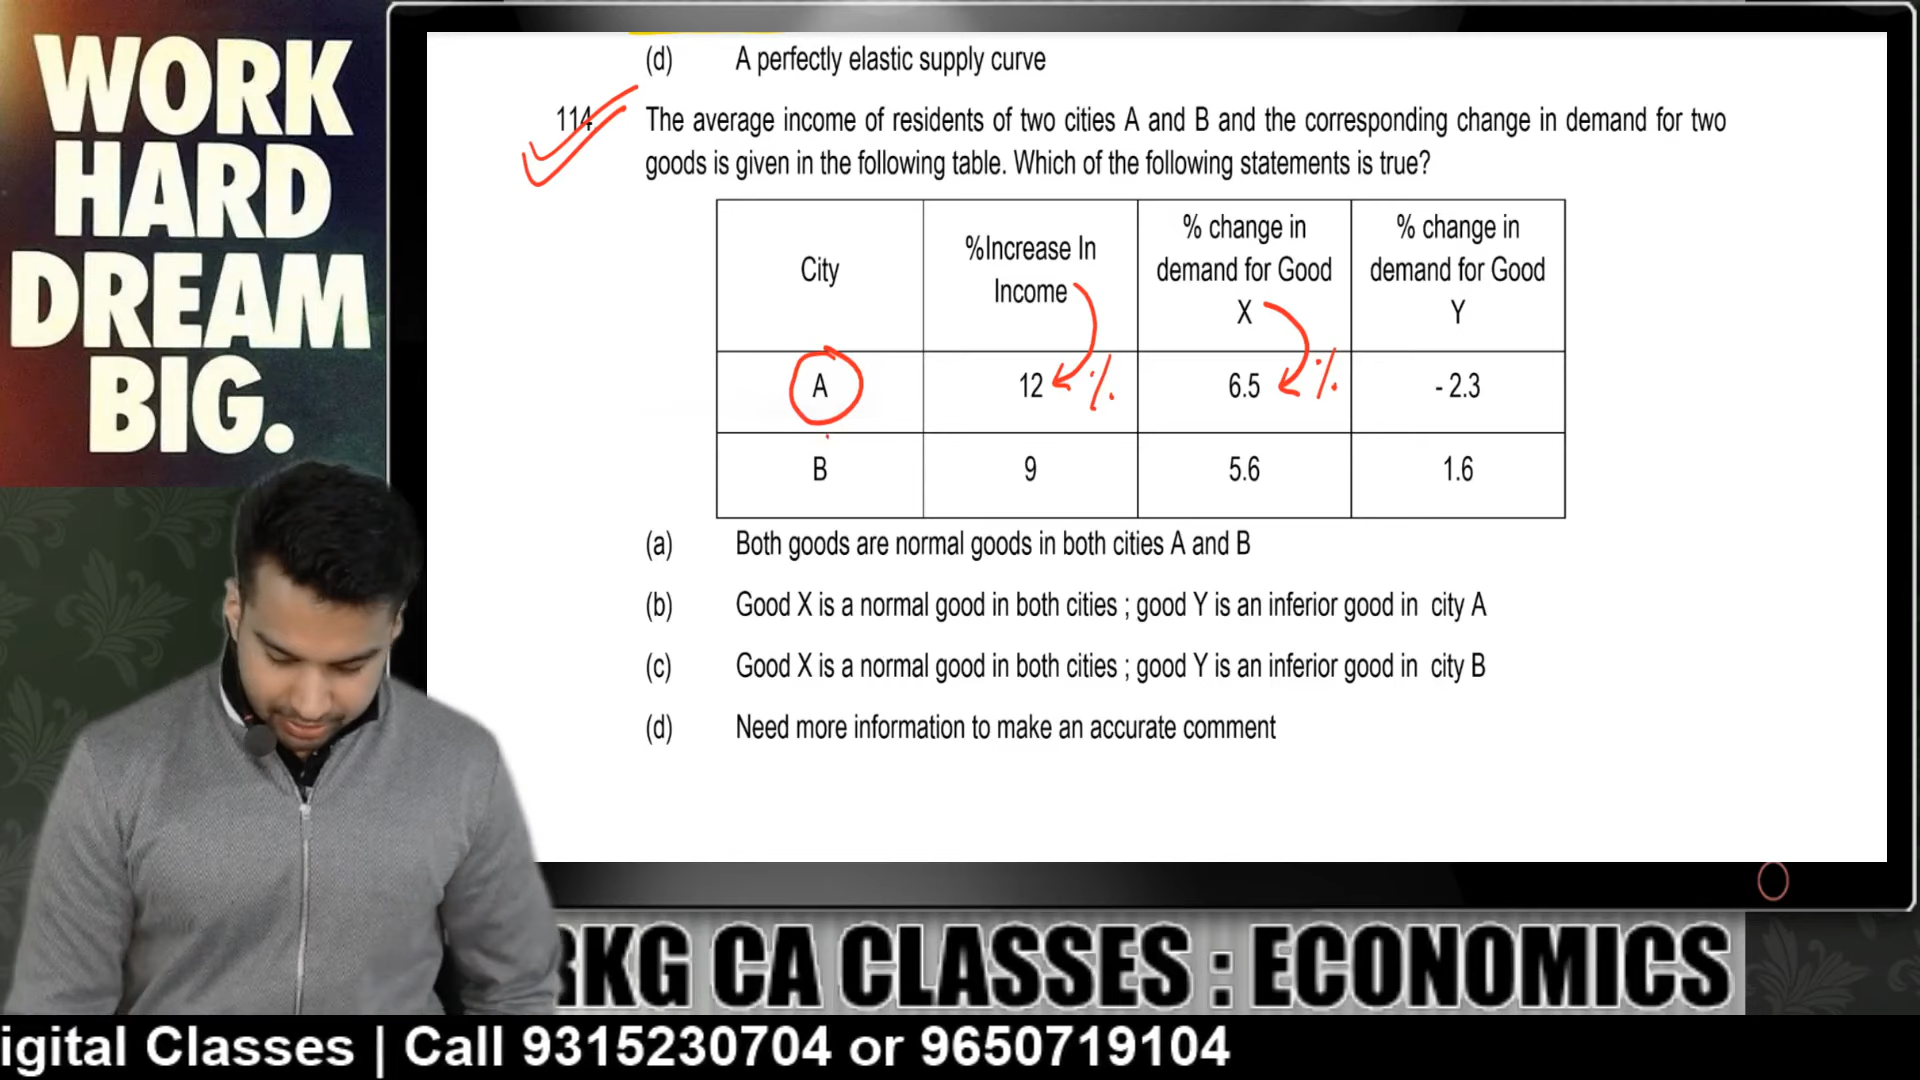 WORK
HARD
DREAM
BIG.
(d) A perfectly elastic supply curve
114. The average income of residents of two cities A and B and the corresponding change in demand for two
goods is given in the following table. Which of the following statements is true?
City %Increase In Income % change in demand for Good X % change in demand for Good Y
A 12 % 6.5 % - 2.3
B 9 5.6 1.6
(a) Both goods are normal goods in both cities A and B
(b) Good X is a normal good in both cities ; good Y is an inferior good in city A
(c) Good X is a normal good in both cities ; good Y is an inferior good in city B
(d) Need more information to make an accurate comment
RKG CA CLASSES : ECONOMICS
igital Classes | Call 9315230704 or 9650719104